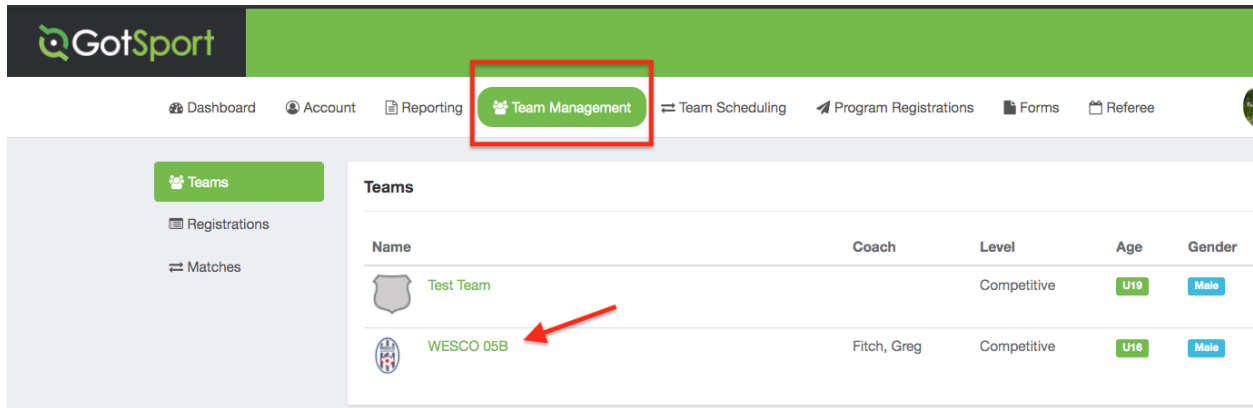 GotSport
Dashboard Account Reporting Team Management Team Scheduling Program Registrations Forms Referee
Teams
Registrations
Matches
Teams
Name Coach Level Age Gender
Test Team Competitive U19 Male
WESCO 05B Fitch, Greg Competitive U16 Male